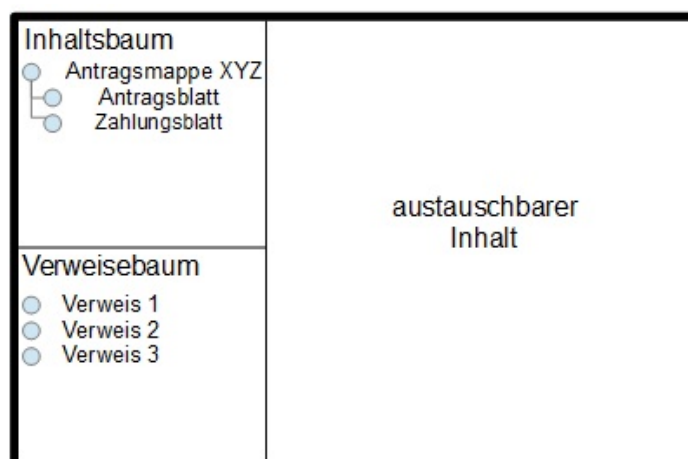 Inhaltsbaum
Antragsmappe XYZ
Antragsblatt
Zahlungsblatt
Verweisebaum
Verweis 1
Verweis 2
Verweis 3
austauschbarer
Inhalt